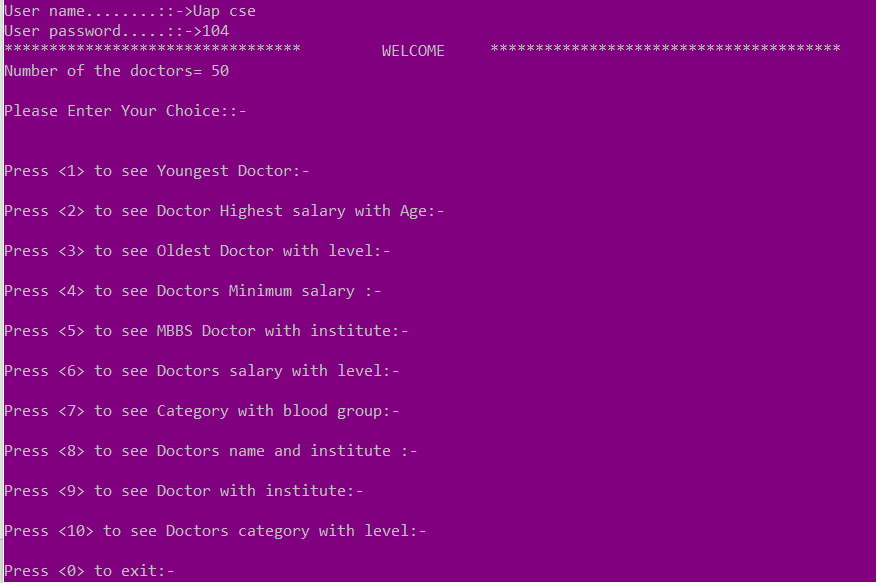 User name........::->Uap cse
User password.....::->104
*********************************         WELCOME     ***************************************
Number of the doctors= 50
Please Enter Your Choice::-
Press <1> to see Youngest Doctor:-
Press <2> to see Doctor Highest salary with Age:-
Press <3> to see Oldest Doctor with level:-
Press <4> to see Doctors Minimum salary :-
Press <5> to see MBBS Doctor with institute:-
Press <6> to see Doctors salary with level:-
Press <7> to see Category with blood group:-
Press <8> to see Doctors name and institute :-
Press <9> to see Doctor with institute:-
Press <10> to see Doctors category with level:-
Press <0> to exit:-